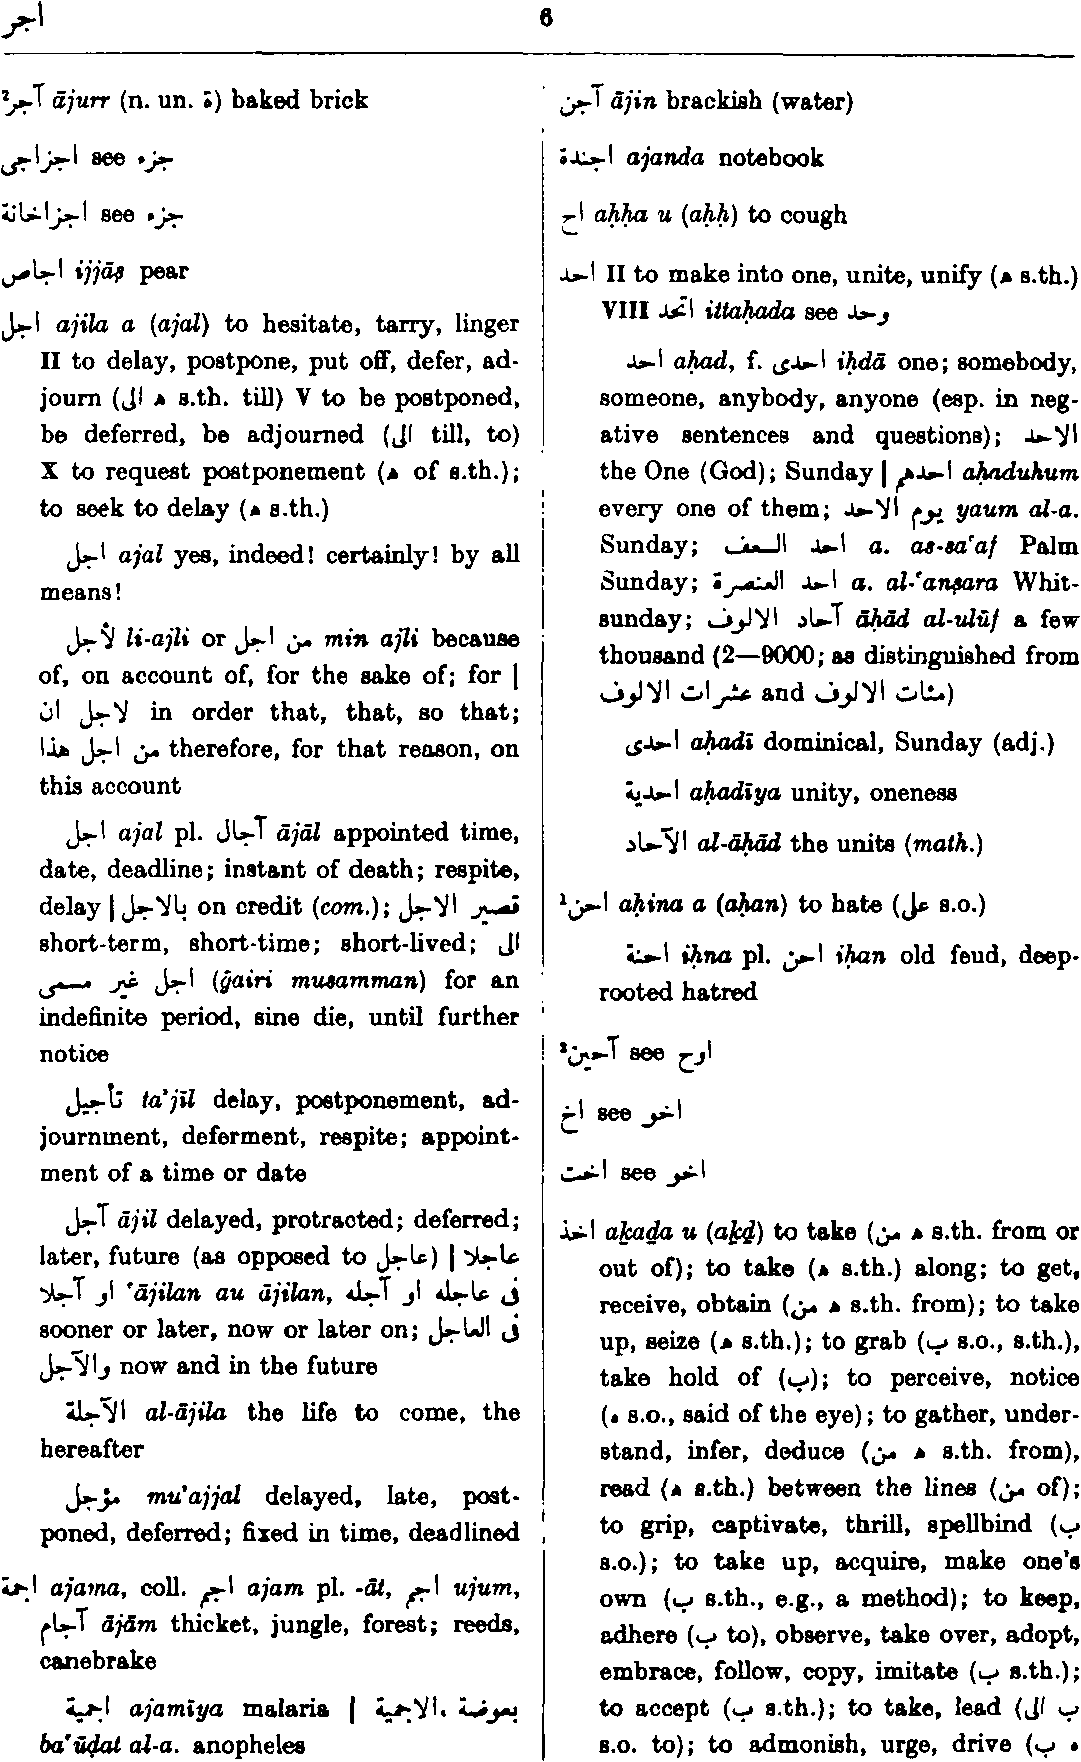 اجر
6
آجر² ājurr (n. un. ة) baked brick
اجزاجى see جزء
اجزاخانة see جزء
اجاص ijjāṣ pear
اجل ajila a (ajal) to hesitate, tarry, linger
II to delay, postpone, put off, defer, ad-
journ (ه الى s.th. till) V to be postponed,
be deferred, be adjourned (الى till, to)
X to request postponement (ه of s.th.);
to seek to delay (ه s.th.)
اجل ajal yes, indeed! certainly! by all
means!
لأجل li-ajli or من اجل min ajli because
of, on account of, for the sake of; for |
لاجل ان in order that, that, so that;
من اجل هذا therefore, for that reason, on
this account
اجل ajal pl. آجال ājāl appointed time,
date, deadline; instant of death; respite,
delay | بالاجل on credit (com.); قصير الاجل
short-term, short-time; short-lived; الى
اجل غير مسمى (ḡairi musamman) for an
indefinite period, sine die, until further
notice
تأجيل ta’jīl delay, postponement, ad-
journment, deferment, respite; appoint-
ment of a time or date
آجل ājil delayed, protracted; deferred;
later, future (as opposed to عاجل) | عاجلا
او آجلا ‘ājilan au ājilan, فى عاجله او آجله
sooner or later, now or later on; فى العاجل
والآجل now and in the future
الآجلة al-ājila the life to come, the
hereafter
مؤجل mu’ajjal delayed, late, post-
poned, deferred; fixed in time, deadlined
اجمة ajama, coll. اجم ajam pl. -āt, اجم ujum,
آجام ājām thicket, jungle, forest; reeds,
canebrake
اجمية ajamīya malaria | بعوضة الاجمية
ba‘ūḍat al-a. anopheles
آجن ājin brackish (water)
اجندة ajanda notebook
اح aḥḥa u (aḥḥ) to cough
احد II to make into one, unite, unify (ه s.th.)
VIII اتّحد ittaḥada see وحد
احد aḥad, f. احدى iḥdā one; somebody,
someone, anybody, anyone (esp. in neg-
ative sentences and questions); الاحد
the One (God); Sunday | احدهم aḥaduhum
every one of them; يوم الاحد yaum al-a.
Sunday; احد السعف a. as-sa‘af Palm
Sunday; احد العنصرة a. al-‘anṣara Whit-
sunday; آحاد الالوف āḥād al-ulūf a few
thousand (2—9000; as distinguished from
عشرات الالوف and مئات الالوف)
احدى aḥadī dominical, Sunday (adj.)
احدية aḥadīya unity, oneness
الآحاد al-āḥād the units (math.)
احن¹ aḥina a (aḥan) to hate (على s.o.)
احنة iḥna pl. احن iḥan old feud, deep-
rooted hatred
آحين² see اوح
اخ see اخو
اخت see اخو
اخذ aḵaḏa u (aḵḏ) to take (ه من s.th. from or
out of); to take (ه s.th.) along; to get,
receive, obtain (ه من s.th. from); to take
up, seize (ه s.th.); to grab (ب s.o., s.th.),
take hold of (ب); to perceive, notice
(ه s.o., said of the eye); to gather, under-
stand, infer, deduce (ه من s.th. from),
read (ه s.th.) between the lines (من of);
to grip, captivate, thrill, spellbind (ب
s.o.); to take up, acquire, make one's
own (ب s.th., e.g., a method); to keep,
adhere (ب to), observe, take over, adopt,
embrace, follow, copy, imitate (ب s.th.);
to accept (ب s.th.); to take, lead (ب الى
s.o. to); to admonish, urge, drive (ه ب